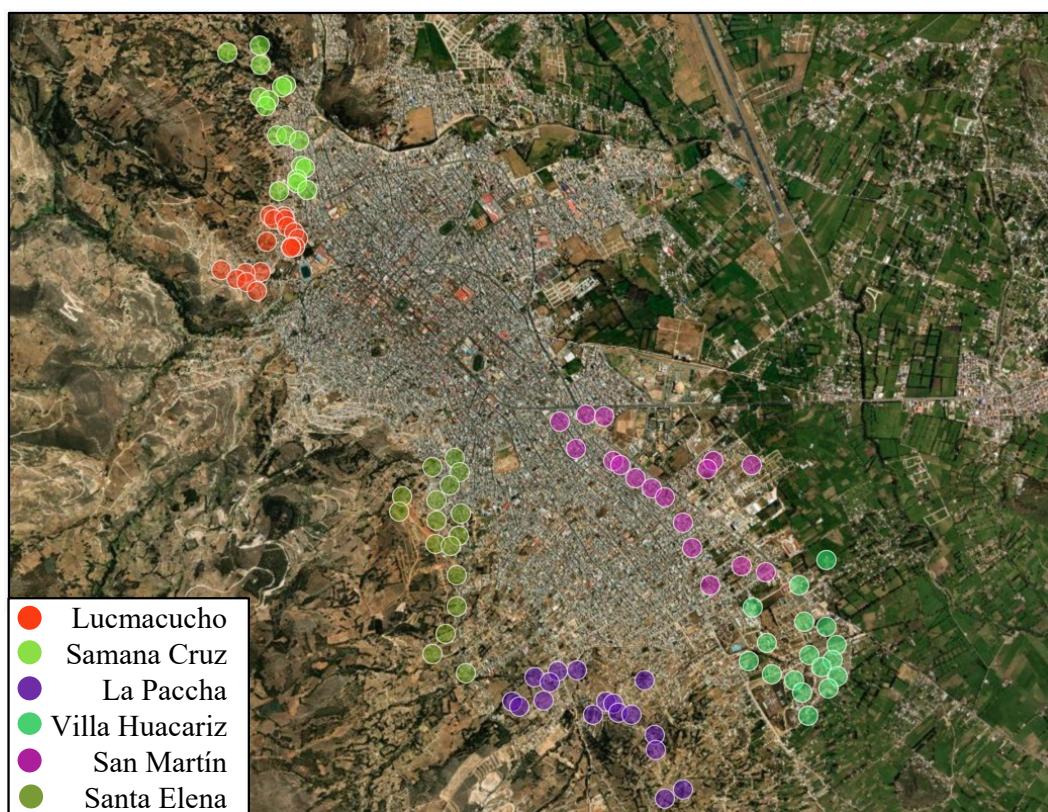 Lucmacucho
Samana Cruz
La Paccha
Villa Huacariz
San Martín
Santa Elena